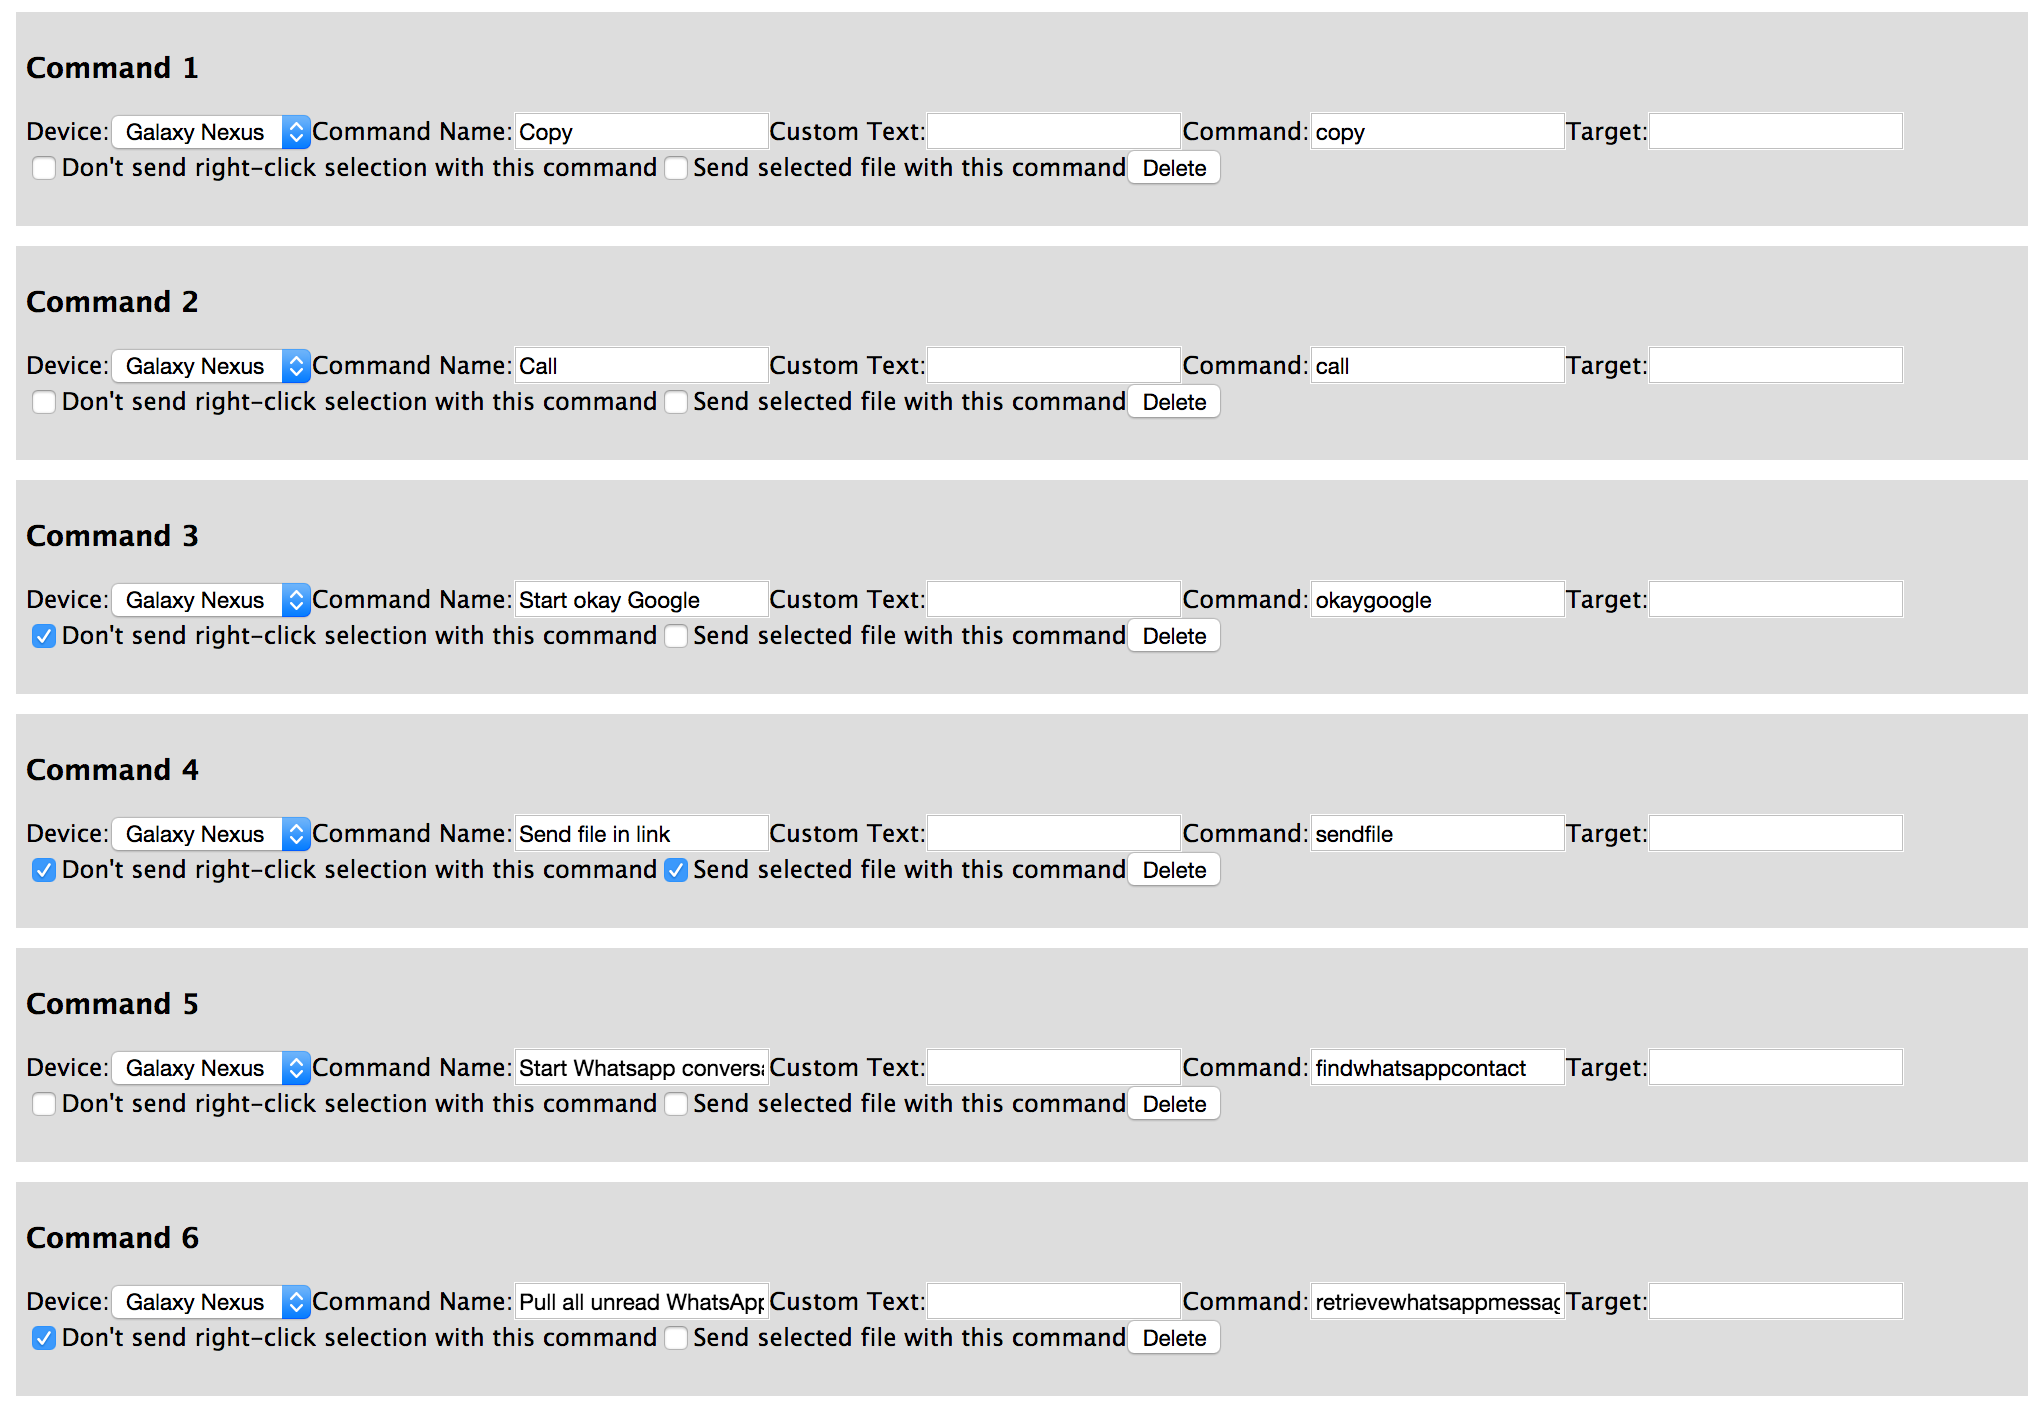 Command 1
Device: Galaxy Nexus Command Name: Copy Custom Text: Command: copy Target:
Don't send right-click selection with this command Send selected file with this command Delete
Command 2
Device: Galaxy Nexus Command Name: Call Custom Text: Command: call Target:
Don't send right-click selection with this command Send selected file with this command Delete
Command 3
Device: Galaxy Nexus Command Name: Start okay Google Custom Text: Command: okaygoogle Target:
Don't send right-click selection with this command Send selected file with this command Delete
Command 4
Device: Galaxy Nexus Command Name: Send file in link Custom Text: Command: sendfile Target:
Don't send right-click selection with this command Send selected file with this command Delete
Command 5
Device: Galaxy Nexus Command Name: Start Whatsapp conversa Custom Text: Command: findwhatsappcontact Target:
Don't send right-click selection with this command Send selected file with this command Delete
Command 6
Device: Galaxy Nexus Command Name: Pull all unread WhatsApp Custom Text: Command: retrievewhatsappmessag Target:
Don't send right-click selection with this command Send selected file with this command Delete